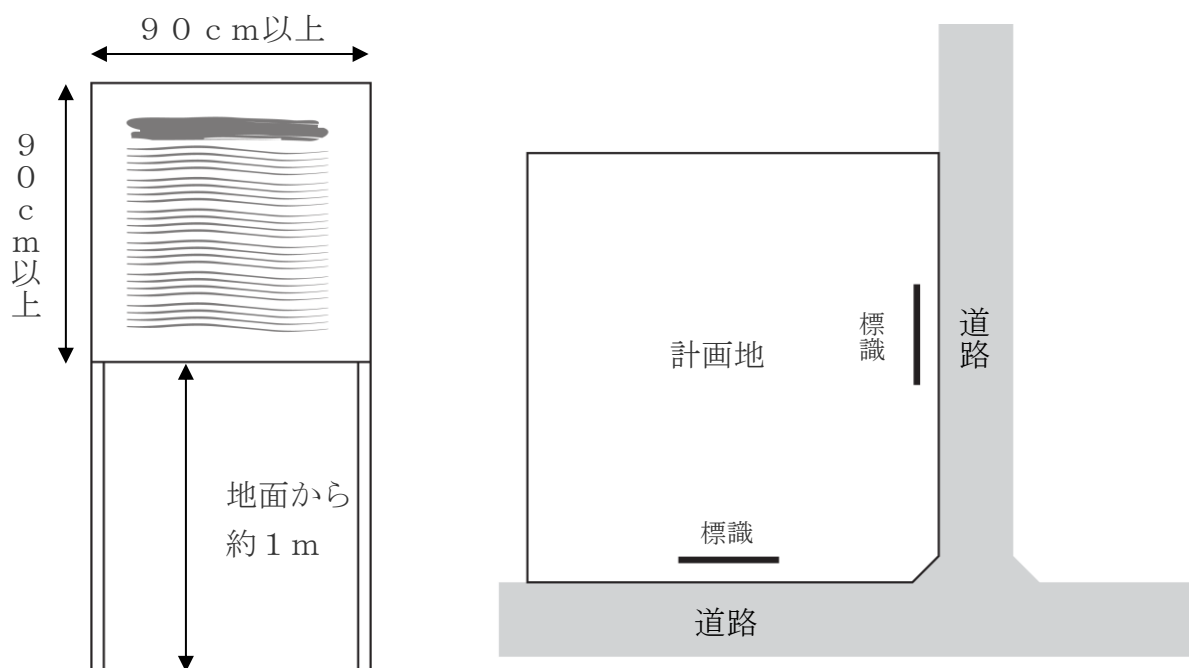 ９０ｃｍ以上
９０ｃｍ以上
地面から
約１ｍ
計画地
標識
道路
標識
道路